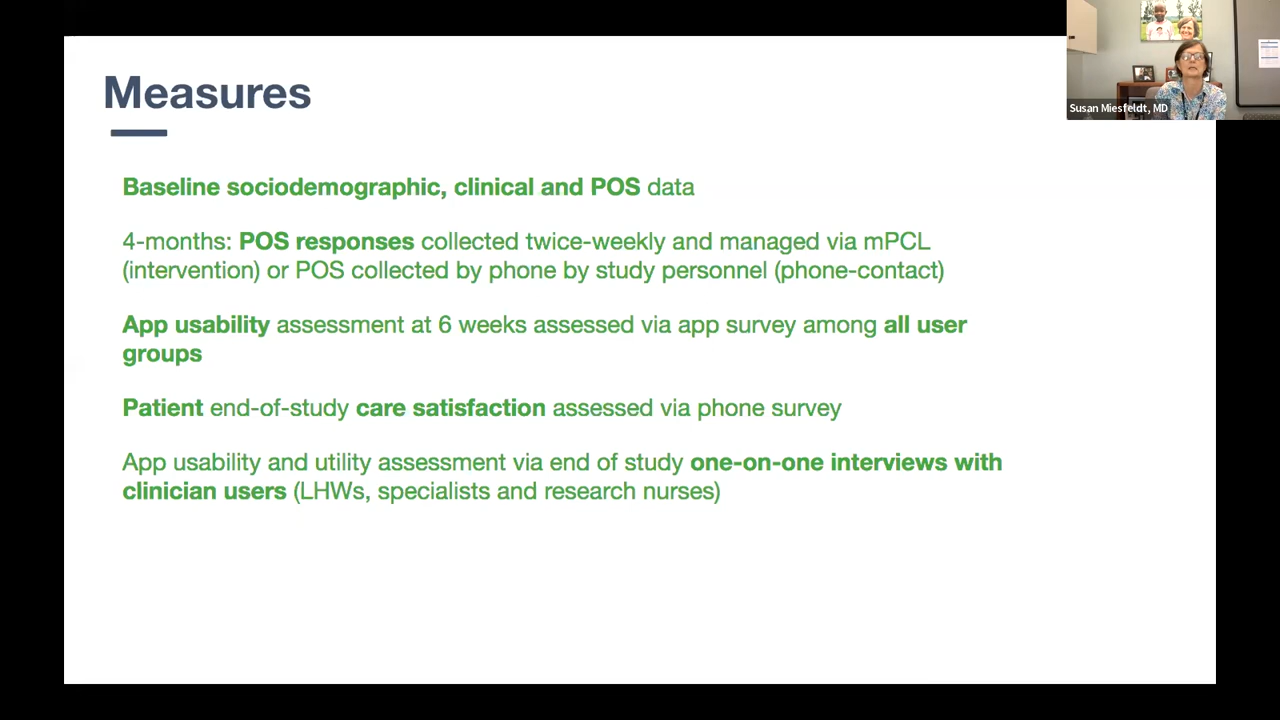 Measures
Baseline sociodemographic, clinical and POS data
4-months: POS responses collected twice-weekly and managed via mPCL
(intervention) or POS collected by phone by study personnel (phone-contact)
App usability assessment at 6 weeks assessed via app survey among all user
groups
Patient end-of-study care satisfaction assessed via phone survey
App usability and utility assessment via end of study one-on-one interviews with
clinician users (LHWs, specialists and research nurses)
Susan Miesfeldt, MD